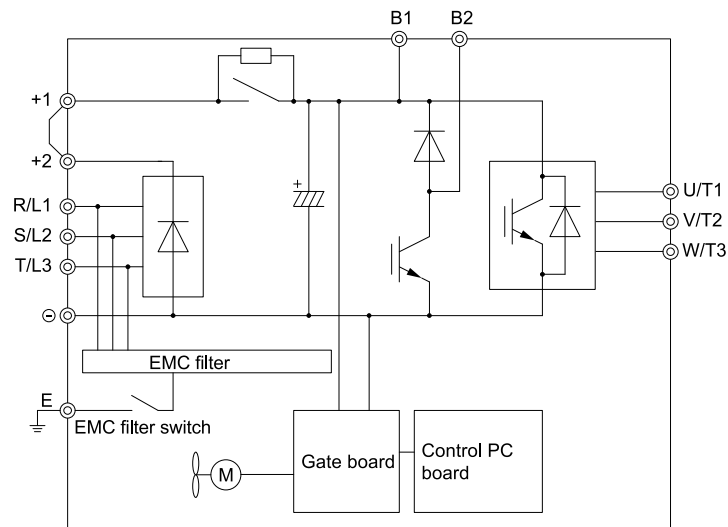 B1 B2
+1
+2
R/L1
S/L2
T/L3
⊖
+
U/T1
V/T2
W/T3
EMC filter
E
EMC filter switch
M
Gate board
Control PC
board